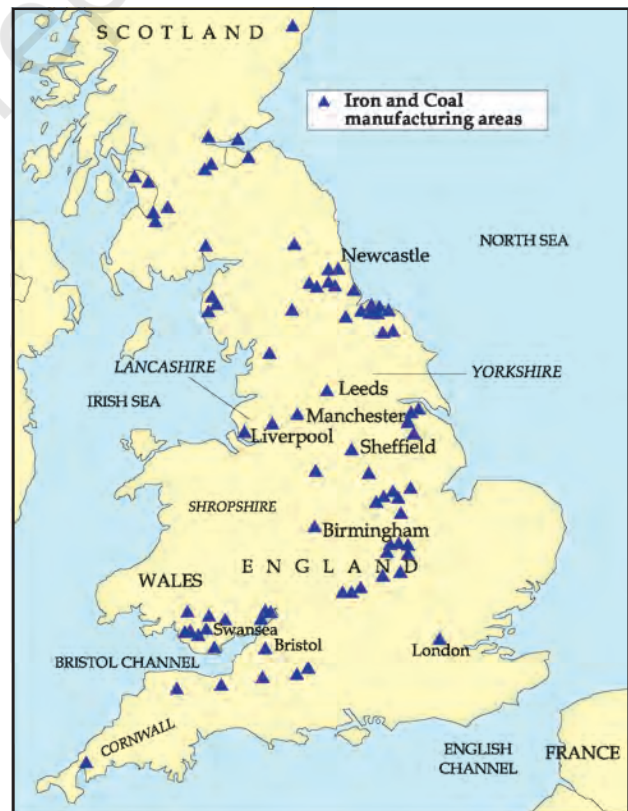 SCOTLAND
Iron and Coal
manufacturing areas
NORTH SEA
Newcastle
LANCASHIRE
YORKSHIRE
IRISH SEA
Leeds
Manchester
Liverpool
Sheffield
SHROPSHIRE
Birmingham
ENGLAND
WALES
Swansea
Bristol
London
BRISTOL CHANNEL
CORNWALL
ENGLISH
CHANNEL
FRANCE